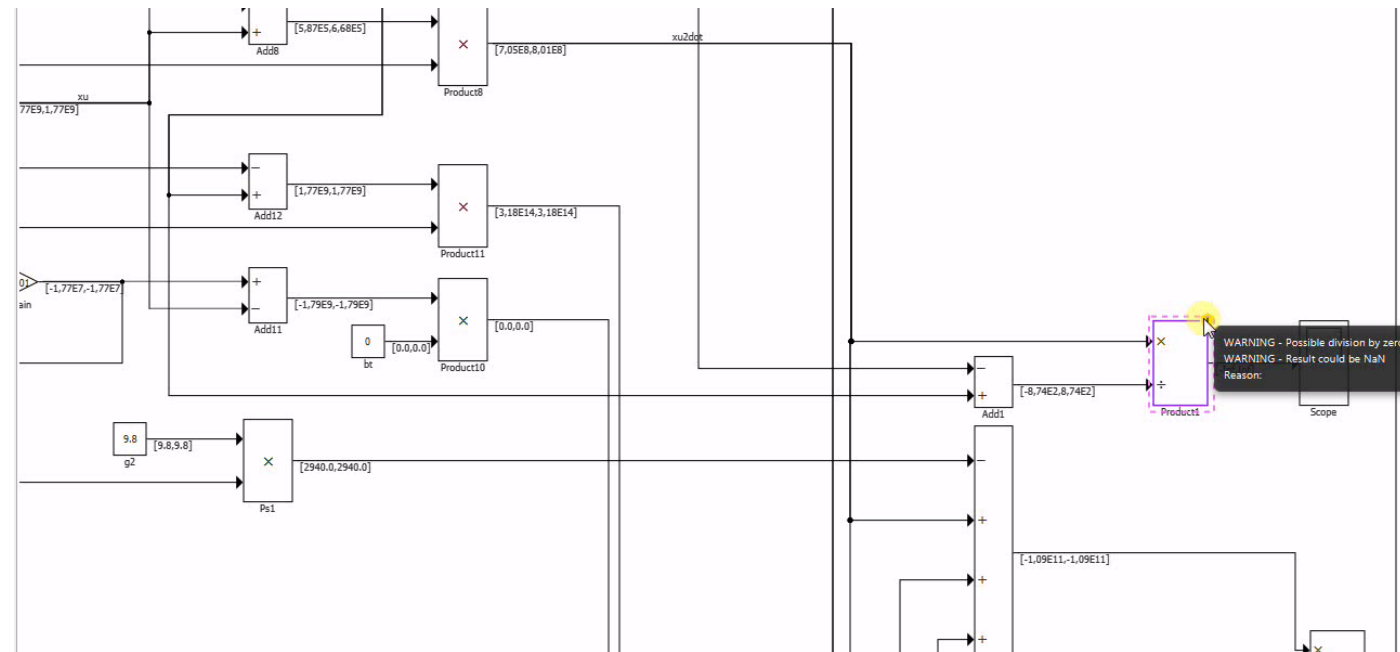 +
Add8
[5,87E5,6,68E5]
×
Product8
[7,05E8,8,01E8]
xu2dot
xu
77E9,1,77E9]
−
+
Add12
[1,77E9,1,77E9]
×
Product11
[3,18E14,3,18E14]
01
ain
[-1,77E7,-1,77E7]
+
−
Add11
[-1,79E9,-1,79E9]
0
bt
[0.0,0.0]
×
Product10
[0.0,0.0]
−
+
Add1
[-8,74E2,8,74E2]
×
÷
Product1
WARNING - Possible division by zero
WARNING - Result could be NaN
Reason:
Scope
9.8
g2
[9.8,9.8]
×
Ps1
[2940.0,2940.0]
−
+
+
+
[-1,09E11,-1,09E11]
×